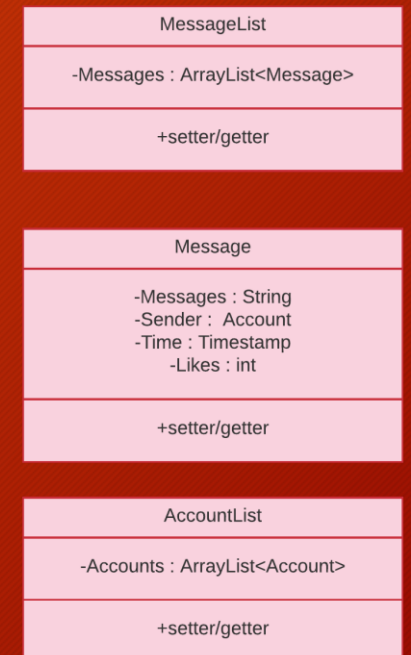 MessageList
-Messages : ArrayList<Message>
+setter/getter
Message
-Messages : String
-Sender : Account
-Time : Timestamp
-Likes : int
+setter/getter
AccountList
-Accounts : ArrayList<Account>
+setter/getter